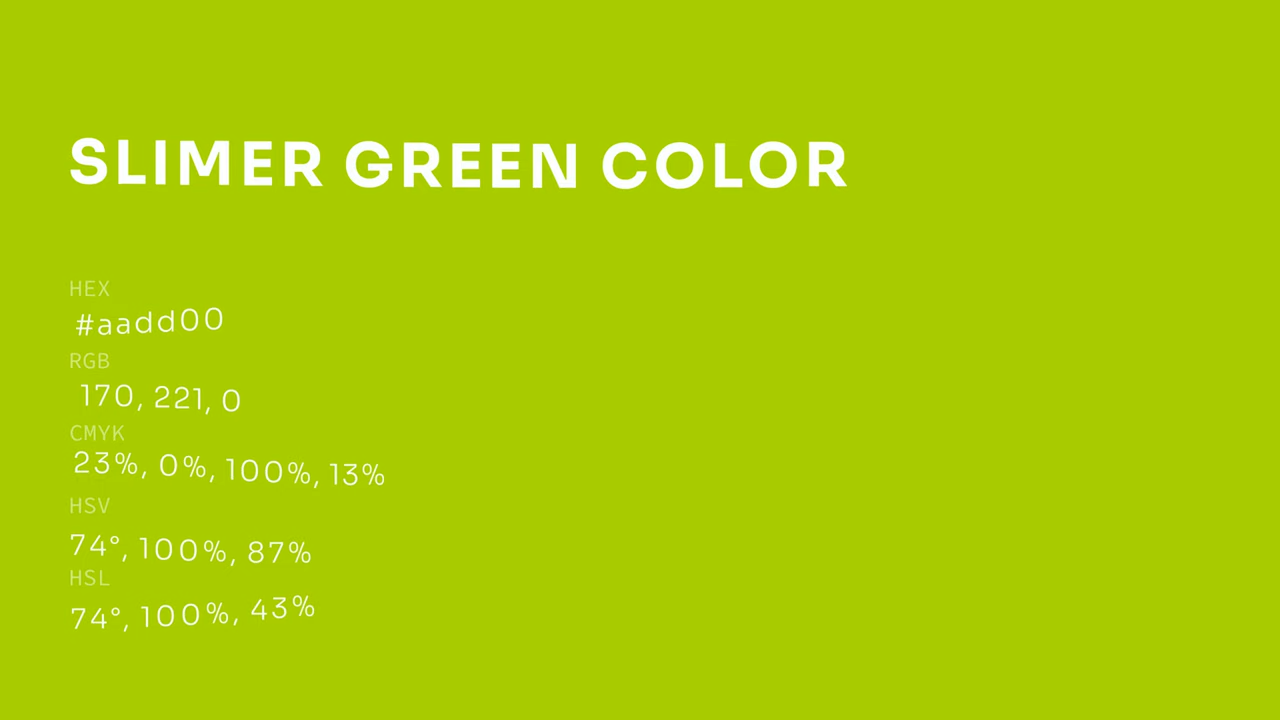 SLIMER GREEN COLOR
HEX
#aadd00
RGB
170, 221, 0
CMYK
23%, 0%, 100%, 13%
HSV
74°, 100%, 87%
HSL
74°, 100%, 43%